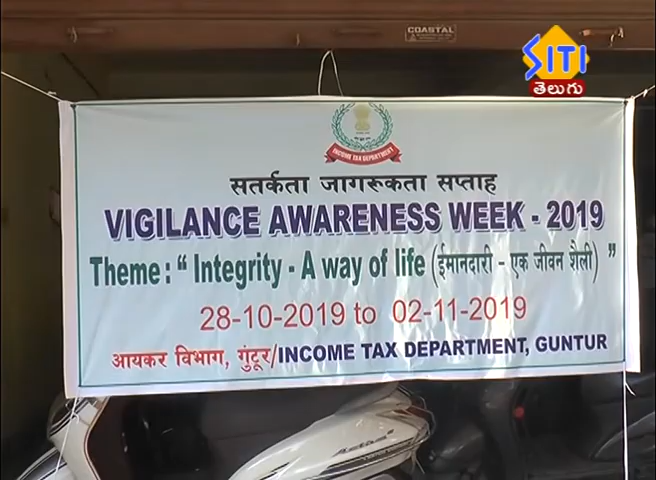 COASTAL
SITI
తెలుగు
INCOME TAX DEPARTMENT
सतर्कता जागरूकता सप्ताह
VIGILANCE AWARENESS WEEK - 2019
Theme : “ Integrity - A way of life (ईमानदारी - एक जीवन शैली) ”
28-10-2019 to 02-11-2019
आयकर विभाग, गुंटूर/INCOME TAX DEPARTMENT, GUNTUR